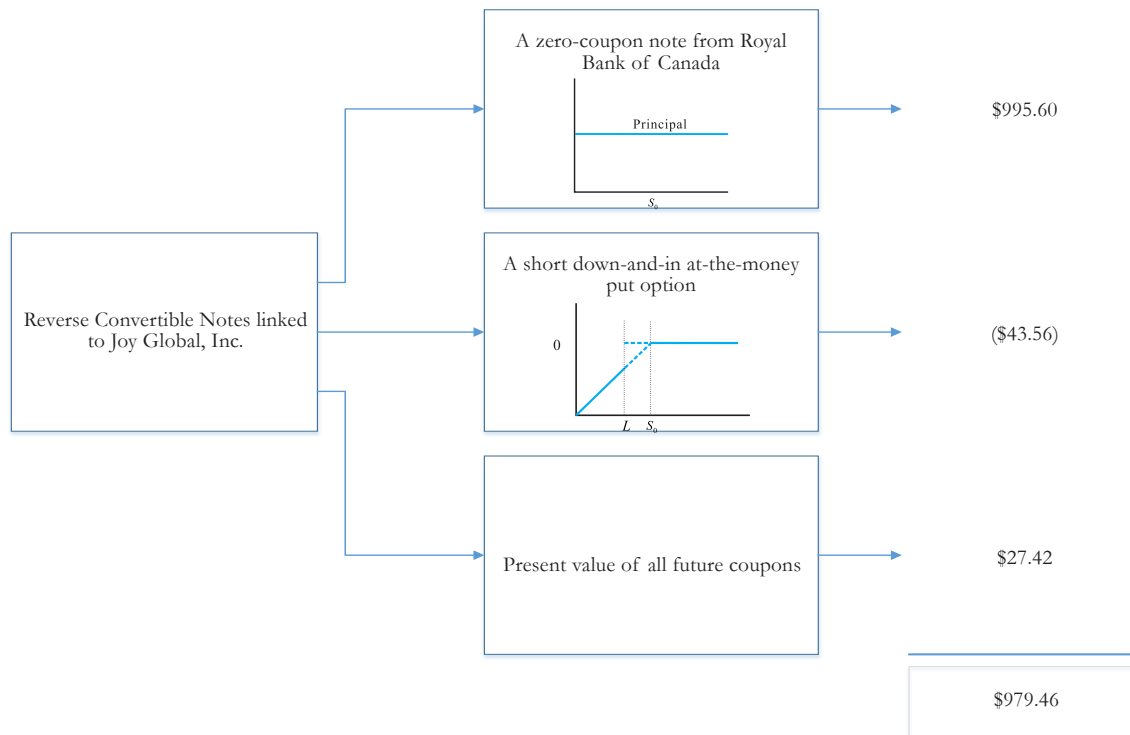 A zero-coupon note from Royal
Bank of Canada
Principal
S₀
$995.60
Reverse Convertible Notes linked
to Joy Global, Inc.
A short down-and-in at-the-money
put option
0
L S₀
($43.56)
Present value of all future coupons
$27.42
$979.46